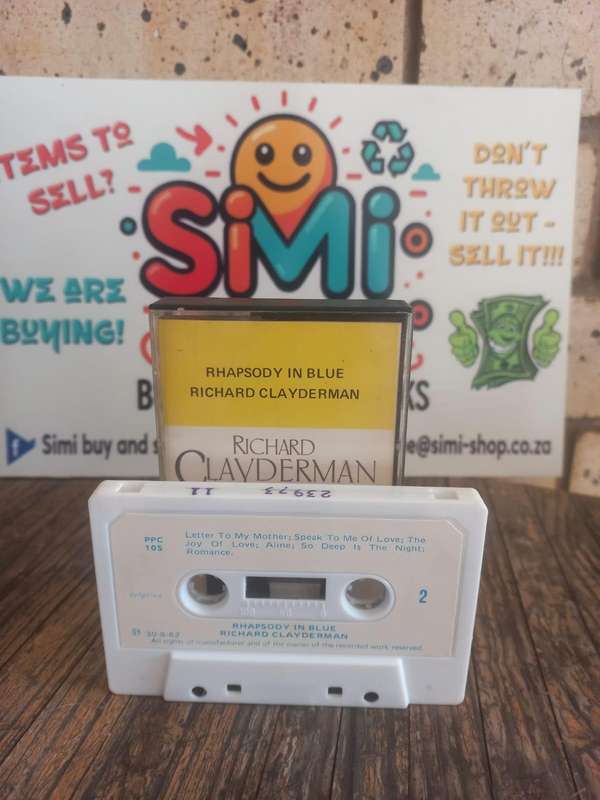 TEMS TO
SELL?
DON'T
THROW
IT OUT -
SELL IT!!!
SiMi
WE ARE
BUYING!
RHAPSODY IN BLUE
RICHARD CLAYDERMAN
RICHARD
CLAYDERMAN
f Simi buy and s
e@simi-shop.co.za
239,73 11
PPC
105
Letter To My Mother; Speak To Me Of Love; The
Joy Of Love; Aline; So Deep Is The Night;
Romance.
2
RHAPSODY IN BLUE
RICHARD CLAYDERMAN
All rights of manufacturer and of the owner of the recorded work reserved